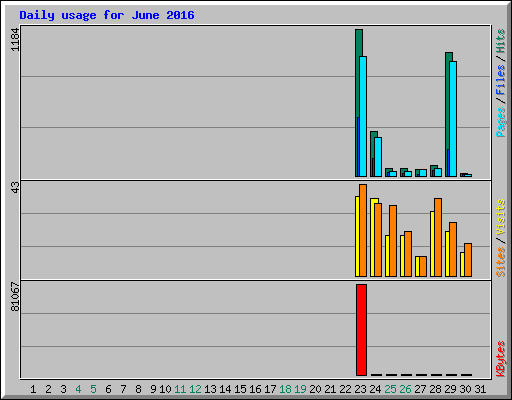 Daily usage for June 2016
1184
Pages/Files/Hits
43
Sites/Visits
81067
KBytes
1 2 3 4 5 6 7 8 9 10 11 12 13 14 15 16 17 18 19 20 21 22 23 24 25 26 27 28 29 30 31